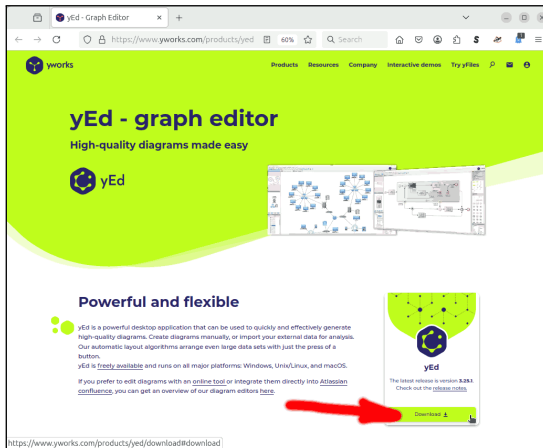 yEd - Graph Editor
https://www.yworks.com/products/yed
60%
Search
yworks
Products Resources Company Interactive demos Try yFiles
yEd - graph editor
High-quality diagrams made easy
yEd
Powerful and flexible
yEd is a powerful desktop application that can be used to quickly and effectively generate
high-quality diagrams. Create diagrams manually, or import your external data for analysis.
Our automatic layout algorithms arrange even large data sets with just the press of a
button.
yEd is freely available and runs on all major platforms: Windows, Unix/Linux, and macOS.
If you prefer to edit diagrams with an online tool or integrate them directly into Atlassian
confluence, you can get an overview of our diagram editors here.
yEd
The latest release is version 3.25.1.
Check out the release notes.
Download
https://www.yworks.com/products/yed/download#download